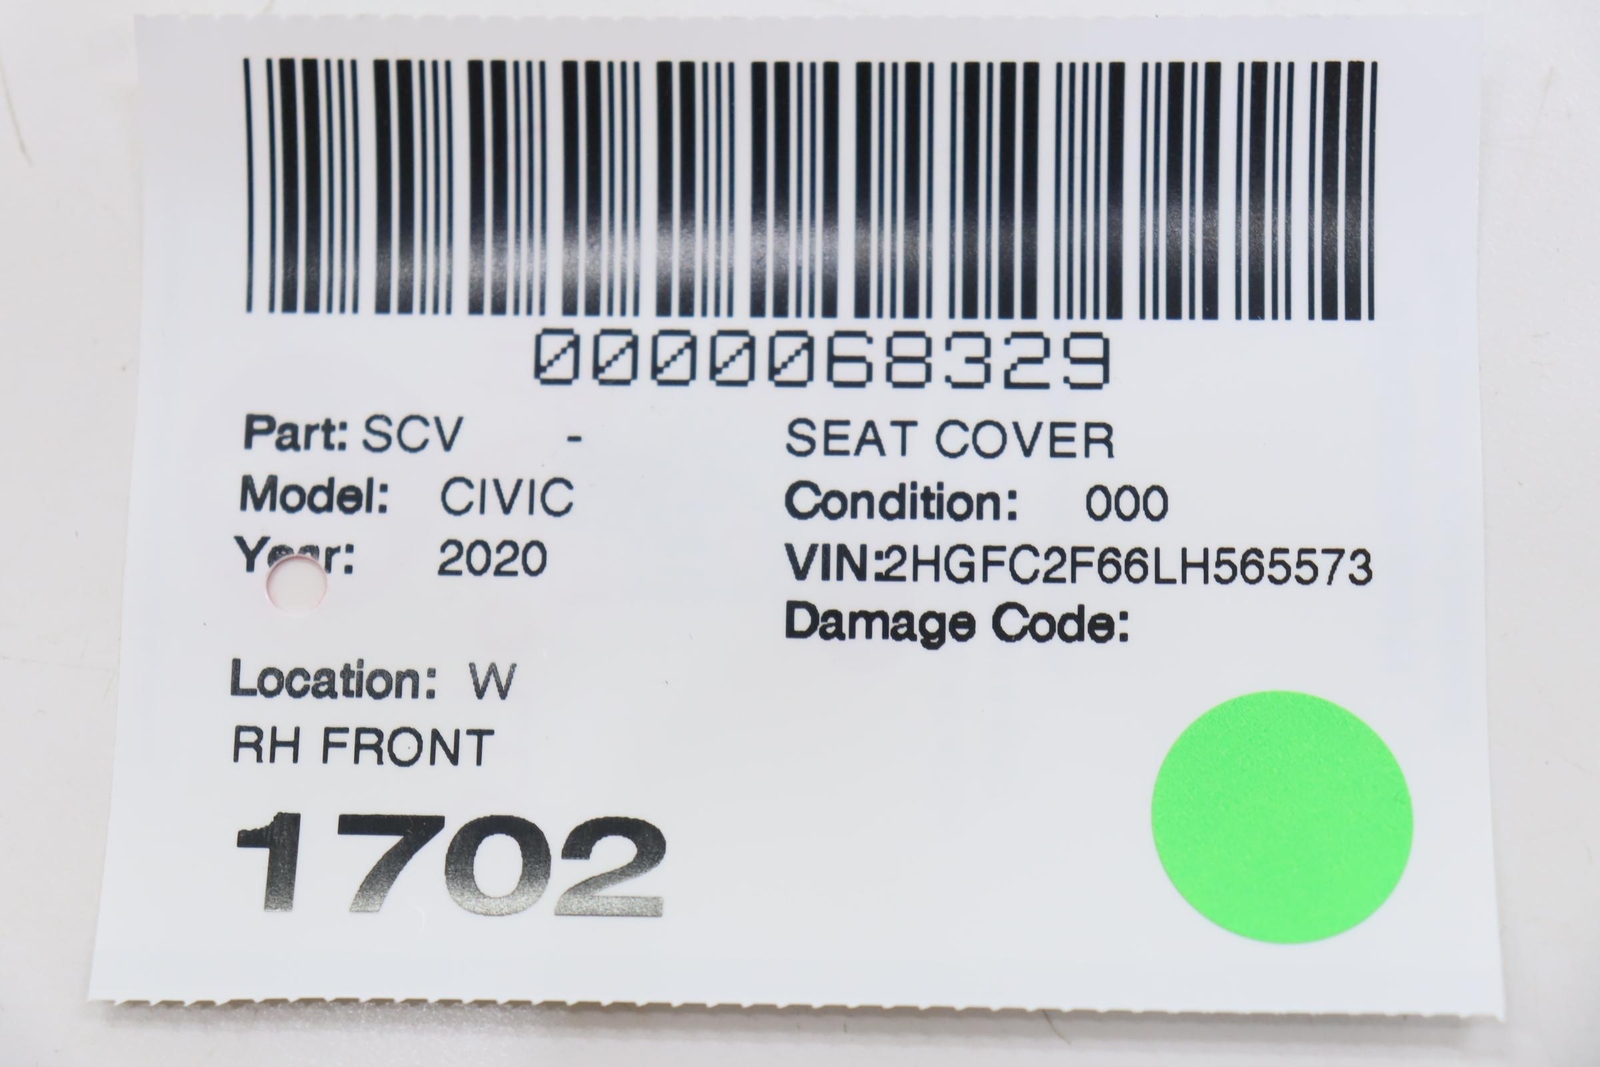 0000068329
Part: SCV - SEAT COVER
Model: CIVIC Condition: 000
Year: 2020 VIN:2HGFC2F66LH565573
Damage Code:
Location: W
RH FRONT
1702